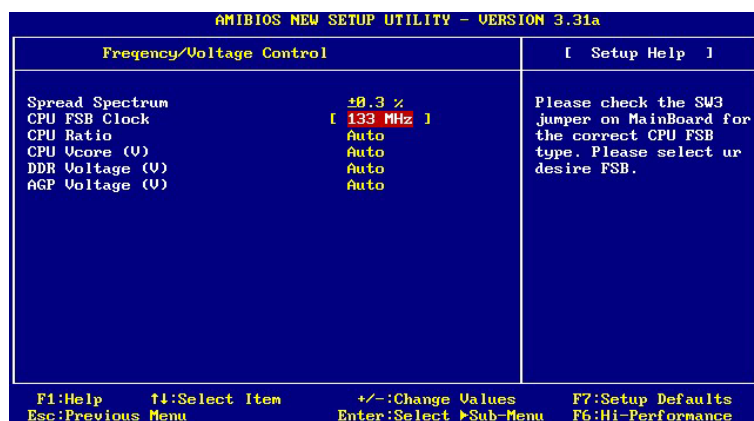 AMIBIOS NEW SETUP UTILITY - VERSION 3.31a
Freqency/Voltage Control
[ Setup Help ]
Spread Spectrum ±0.3 %
CPU FSB Clock [ 133 MHz ]
CPU Ratio Auto
CPU Vcore (V) Auto
DDR Voltage (V) Auto
AGP Voltage (V) Auto
Please check the SW3
jumper on MainBoard for
the correct CPU FSB
type. Please select ur
desire FSB.
F1:Help ↑↓:Select Item +/-:Change Values F7:Setup Defaults
Esc:Previous Menu Enter:Select ►Sub-Menu F6:Hi-Performance